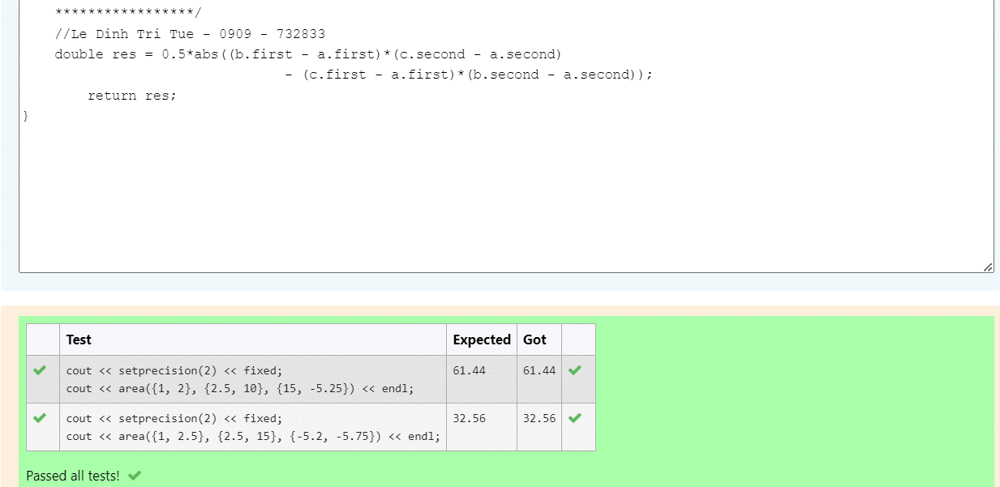 *****************/
//Le Dinh Tri Tue - 0909 - 732833
double res = 0.5*abs((b.first - a.first)*(c.second - a.second)
- (c.first - a.first)*(b.second - a.second));
return res;
}
Test Expected Got
cout << setprecision(2) << fixed; 61.44 61.44
cout << area({1, 2}, {2.5, 10}, {15, -5.25}) << endl;
cout << setprecision(2) << fixed; 32.56 32.56
cout << area({1, 2.5}, {2.5, 15}, {-5.2, -5.75}) << endl;
Passed all tests!